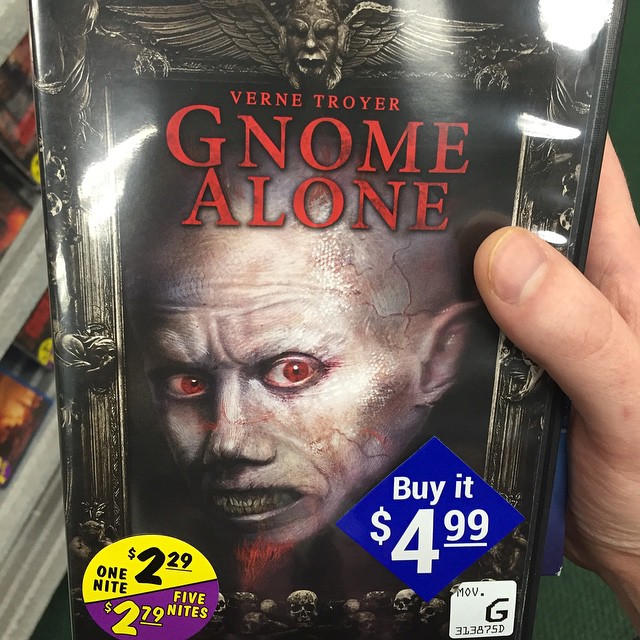 VERNE TROYER
GNOME
ALONE
Buy it
$4.99
ONE NITE $2.29
$2.79 FIVE NITES
MOV.
G
313875D